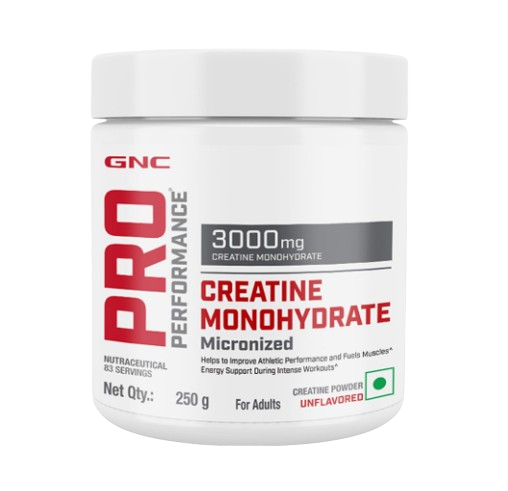 GNC
PRO
PERFORMANCE®
3000mg
CREATINE MONOHYDRATE
CREATINE
MONOHYDRATE
Micronized
Helps to Improve Athletic Performance and Fuels Muscles^
Energy Support During Intense Workouts^
NUTRACEUTICAL
83 SERVINGS
Net Qty.: 250 g
For Adults
CREATINE POWDER
UNFLAVORED